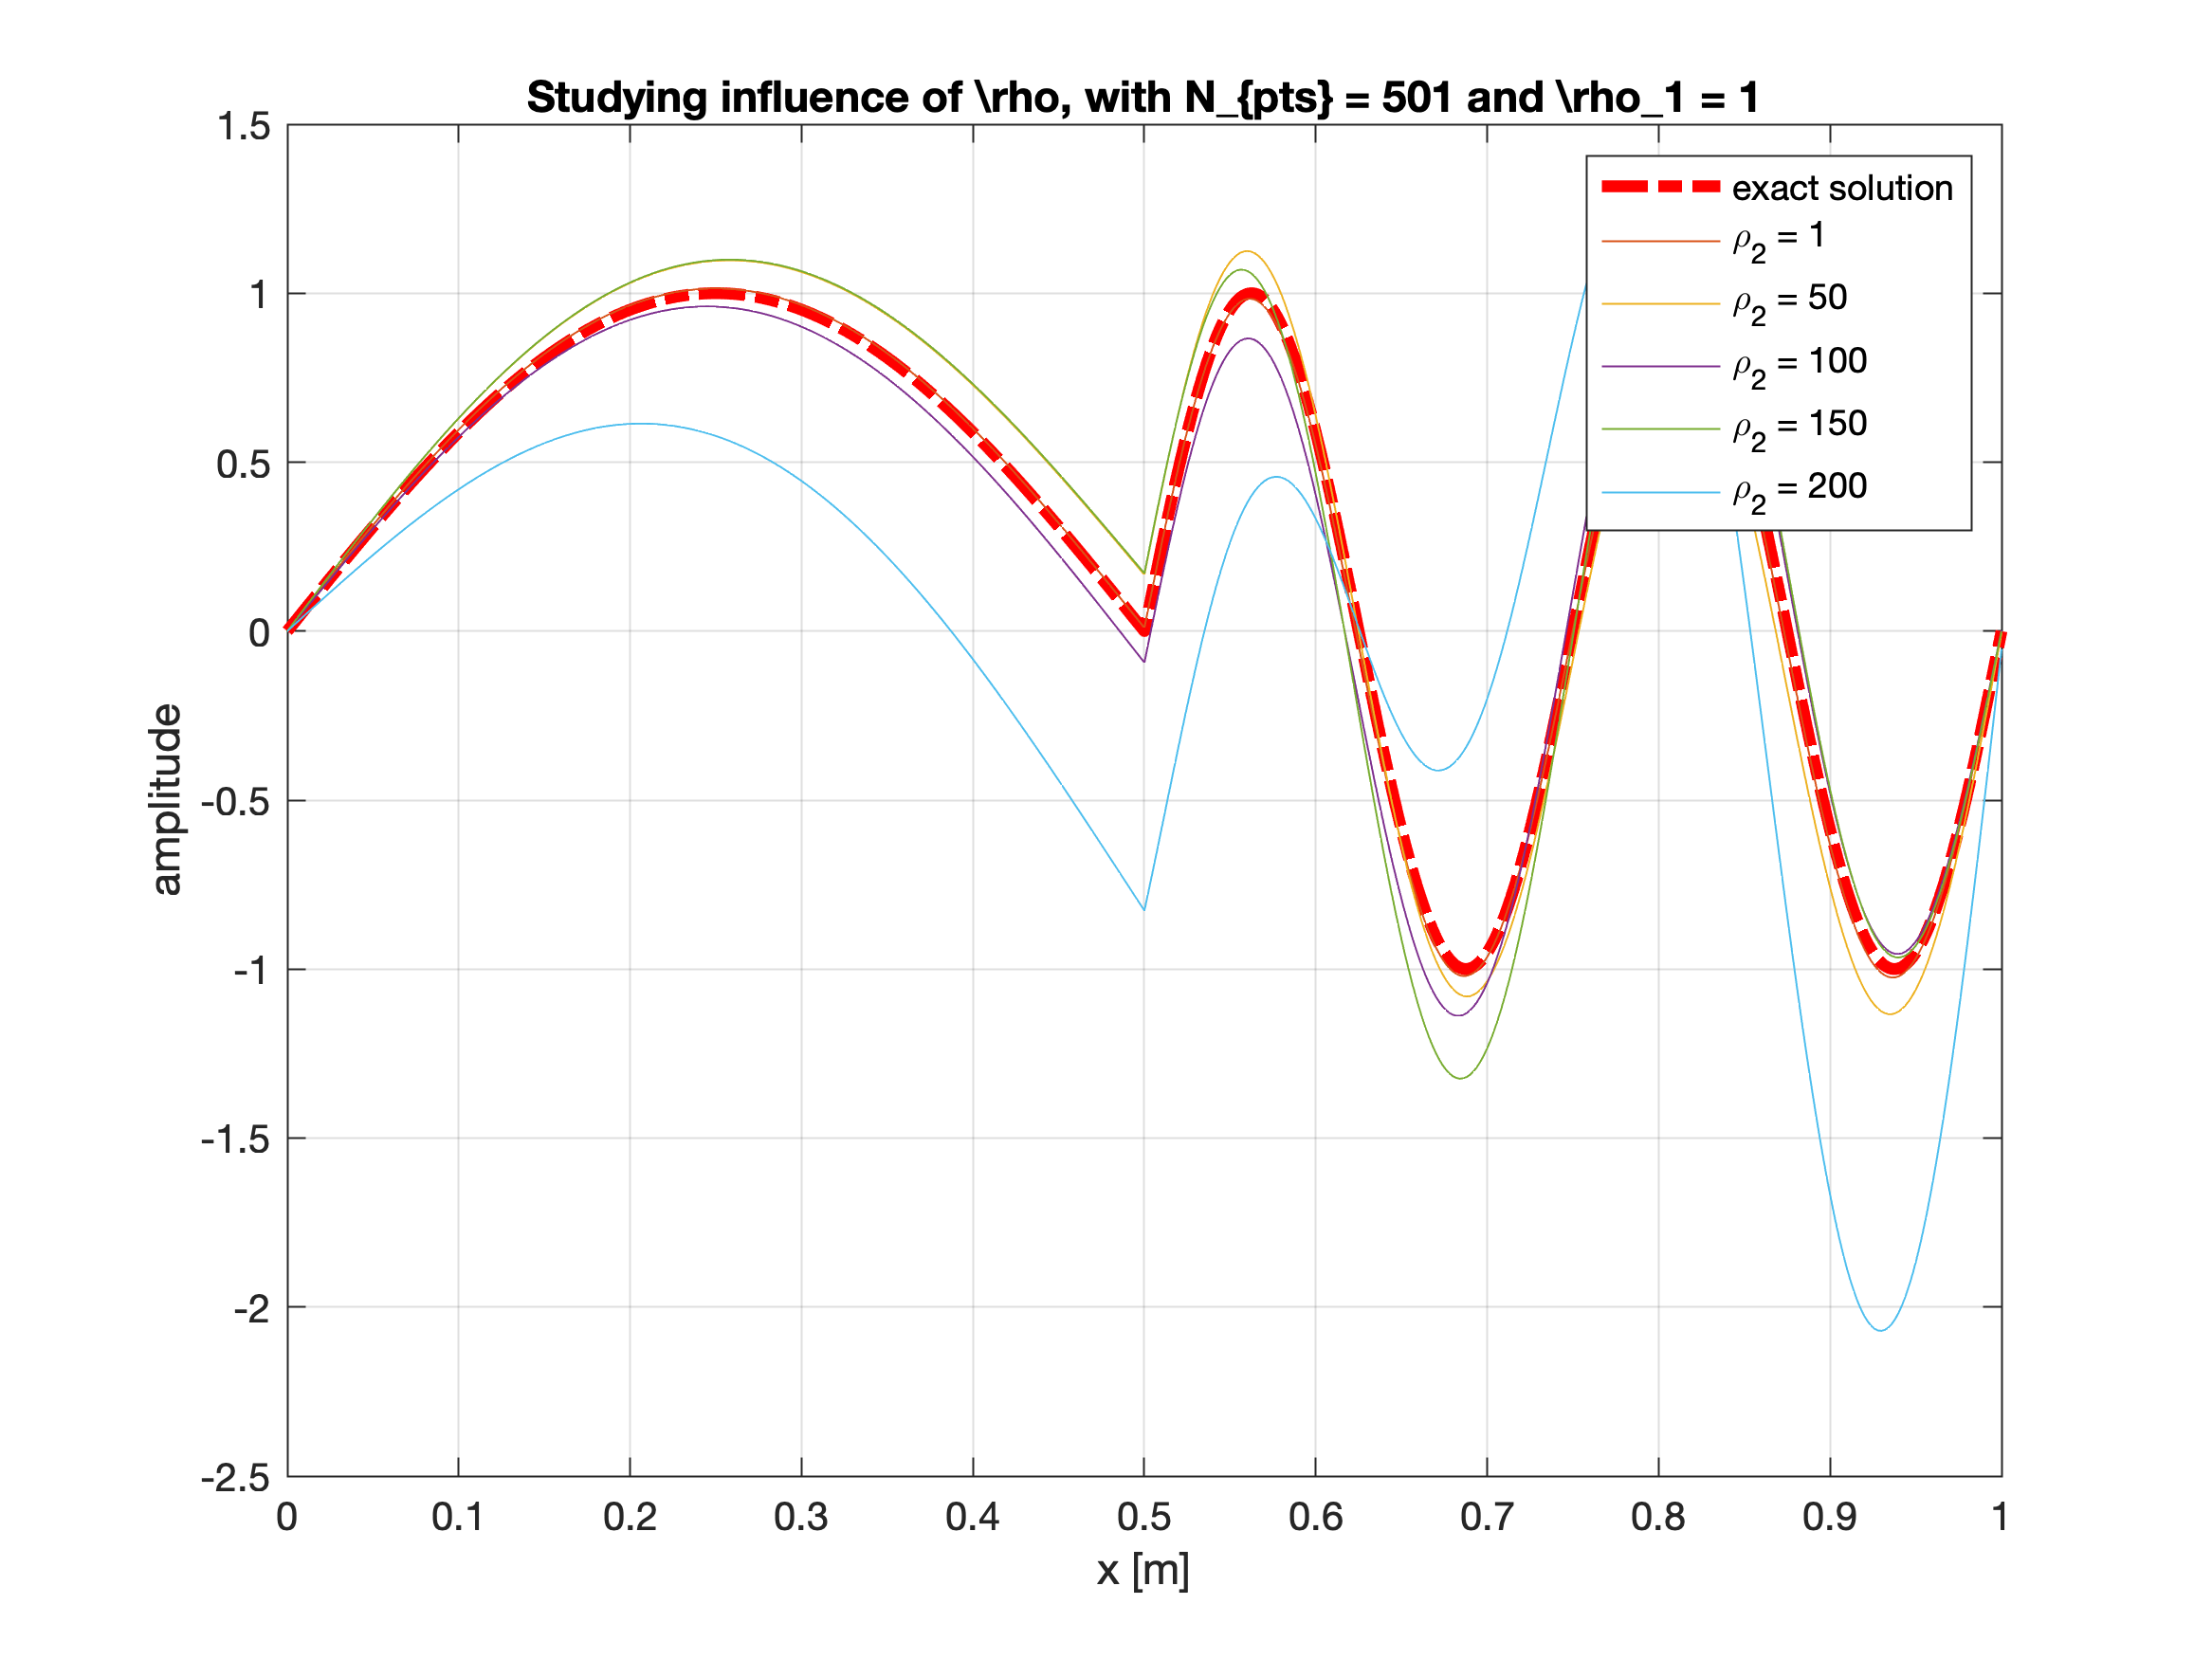 Studying influence of \rho, with N_{pts} = 501 and \rho_1 = 1
1.5
1
0.5
0
-0.5
-1
-1.5
-2
-2.5
amplitude
exact solution
ρ2 = 1
ρ2 = 50
ρ2 = 100
ρ2 = 150
ρ2 = 200
0 0.1 0.2 0.3 0.4 0.5 0.6 0.7 0.8 0.9 1
x [m]